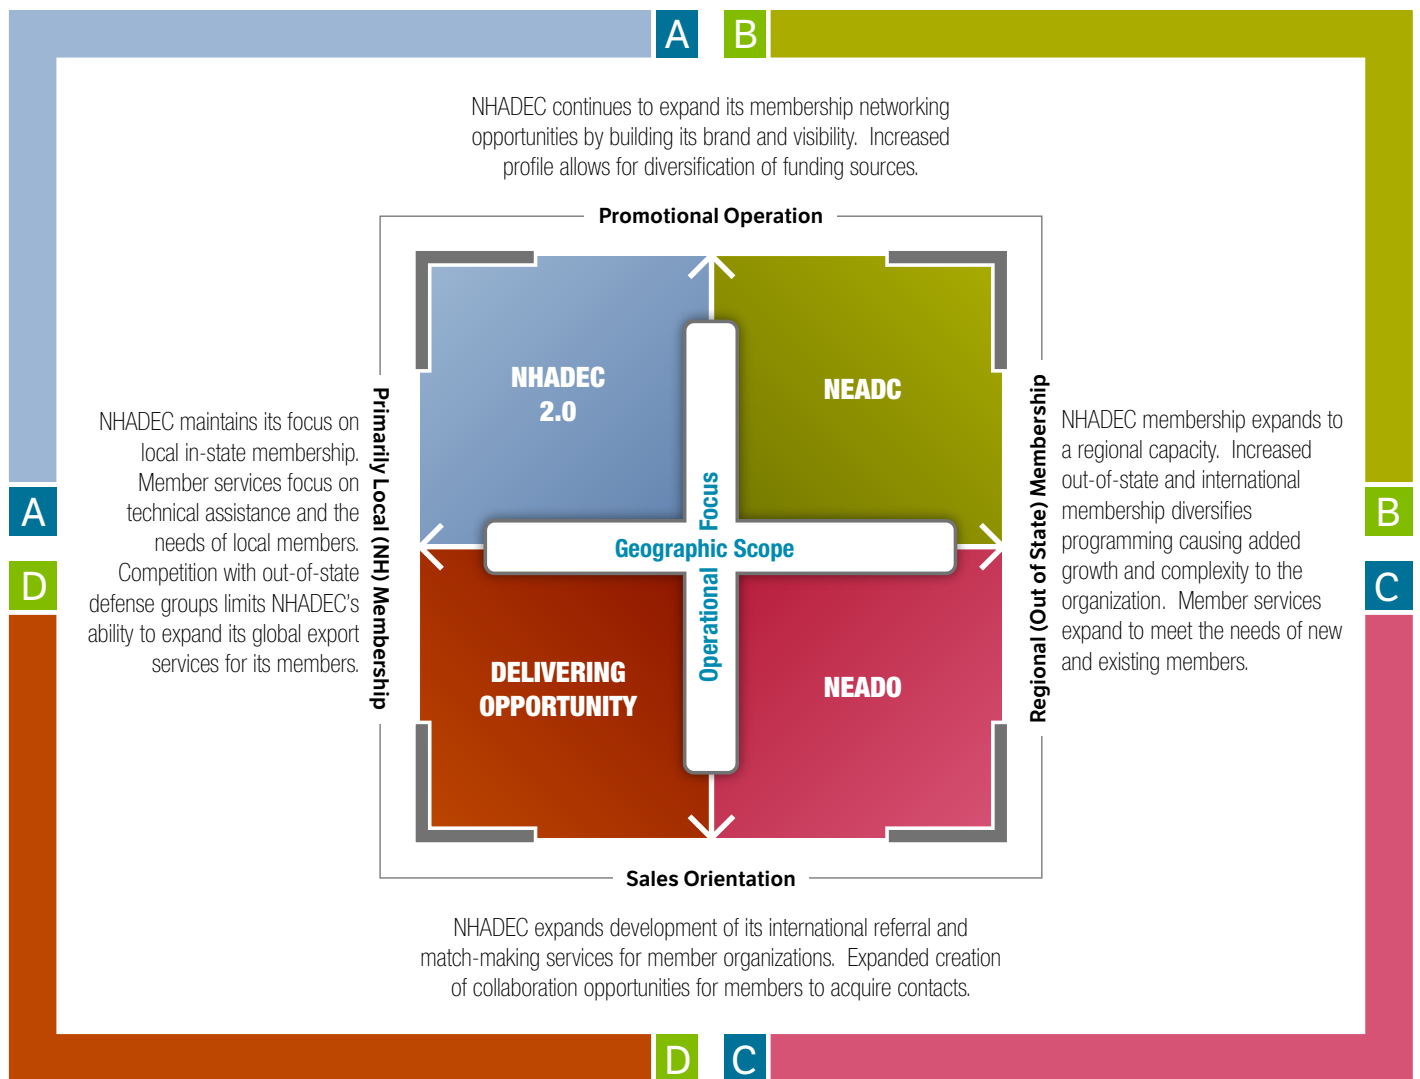 A
B
NHADEC continues to expand its membership networking
opportunities by building its brand and visibility.  Increased
profile allows for diversification of funding sources.
Promotional Operation
NHADEC
2.0
NEADC
A
D
NHADEC maintains its focus on
local in-state membership.
Member services focus on
technical assistance and the
needs of local members.
Competition with out-of-state
defense groups limits NHADEC's
ability to expand its global export
services for its members.
Primarily Local (NH) Membership
Geographic Scope
Operational Focus
Regional (Out of State) Membership
NHADEC membership expands to
a regional capacity.  Increased
out-of-state and international
membership diversifies
programming causing added
growth and complexity to the
organization.  Member services
expand to meet the needs of new
and existing members.
B
C
DELIVERING
OPPORTUNITY
NEADO
Sales Orientation
NHADEC expands development of its international referral and
match-making services for member organizations.  Expanded creation
of collaboration opportunities for members to acquire contacts.
D
C